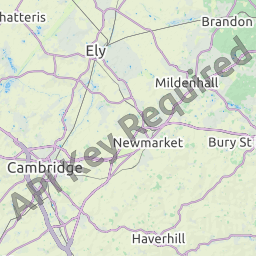 hatteris
Brandon
Ely
Mildenhall
API Key Required
Newmarket
Bury St
Cambridge
Haverhill